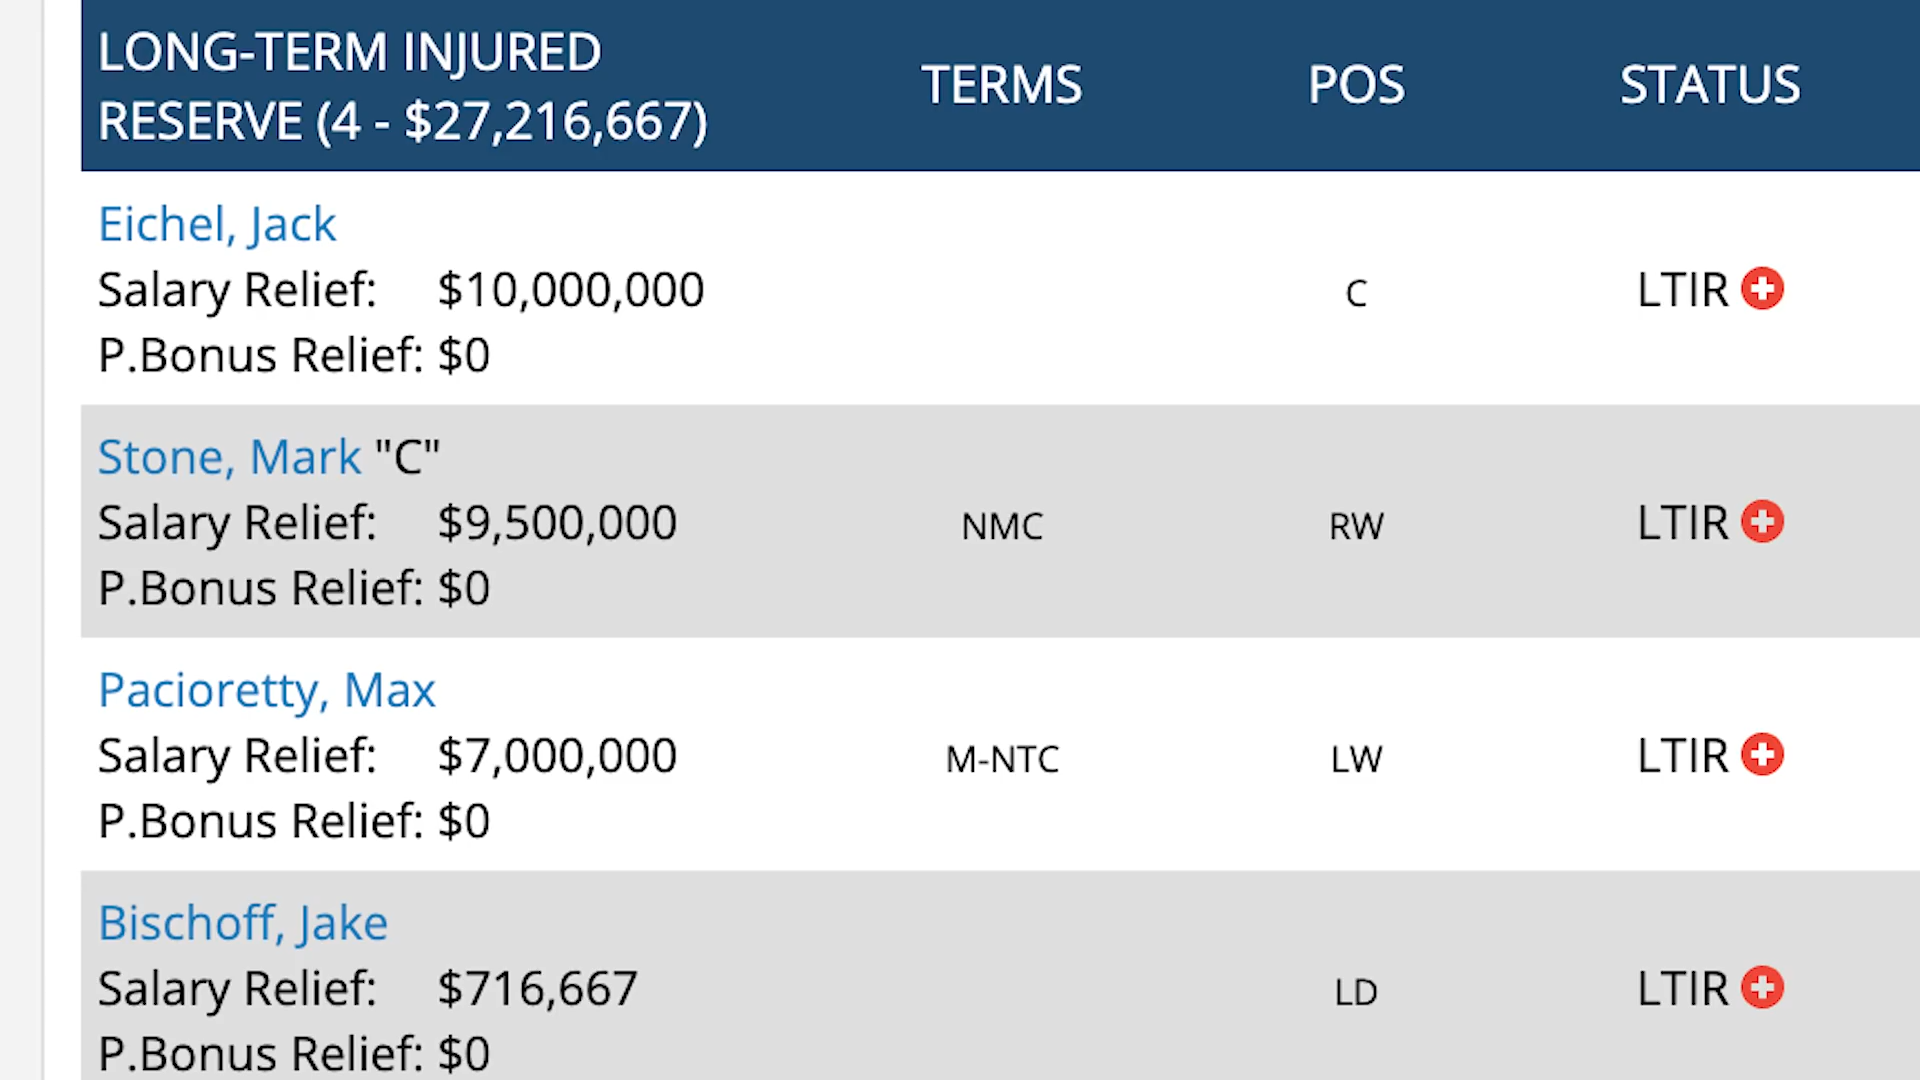 LONG-TERM INJURED
RESERVE (4 - $27,216,667)
TERMS
POS
STATUS
Eichel, Jack
Salary Relief: $10,000,000
C
LTIR
P.Bonus Relief: $0
Stone, Mark "C"
Salary Relief: $9,500,000
NMC
RW
LTIR
P.Bonus Relief: $0
Pacioretty, Max
Salary Relief: $7,000,000
M-NTC
LW
LTIR
P.Bonus Relief: $0
Bischoff, Jake
Salary Relief: $716,667
LD
LTIR
P.Bonus Relief: $0